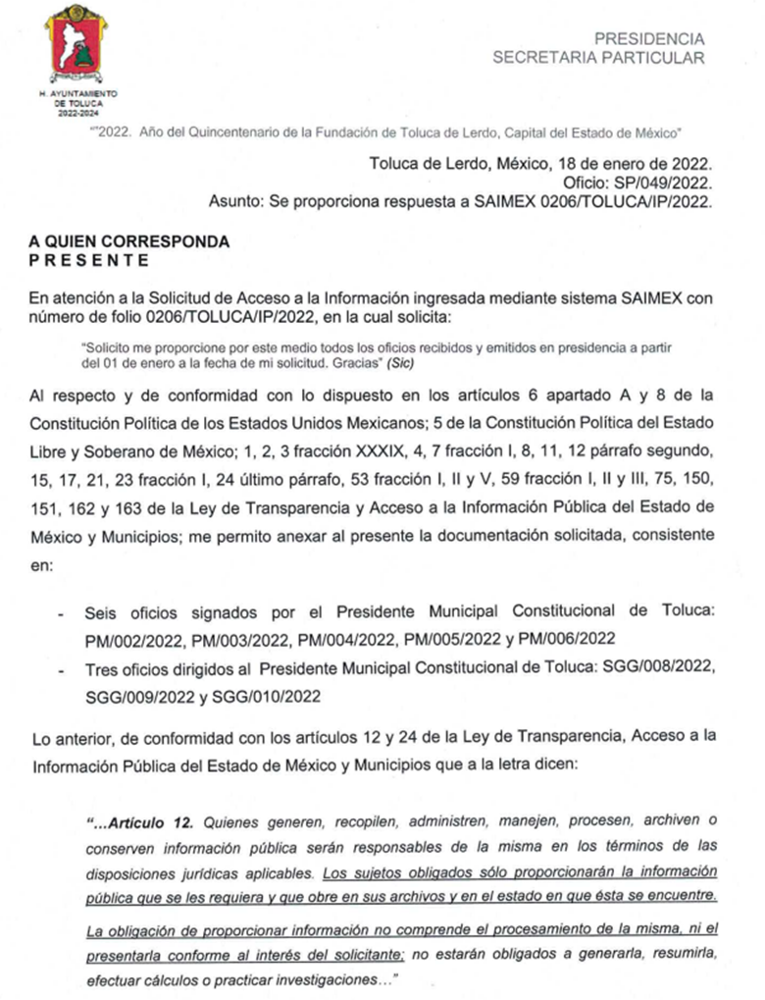 PRESIDENCIA
SECRETARIA PARTICULAR
H. AYUNTAMIENTO
DE TOLUCA
2022-2024
““2022. Año del Quincentenario de la Fundación de Toluca de Lerdo, Capital del Estado de México”
Toluca de Lerdo, México, 18 de enero de 2022.
Oficio: SP/049/2022.
Asunto: Se proporciona respuesta a SAIMEX 0206/TOLUCA/IP/2022.
A QUIEN CORRESPONDA
P R E S E N T E
En atención a la Solicitud de Acceso a la Información ingresada mediante sistema SAIMEX con
número de folio 0206/TOLUCA/IP/2022, en la cual solicita:
“Solicito me proporcione por este medio todos los oficios recibidos y emitidos en presidencia a partir
del 01 de enero a la fecha de mi solicitud. Gracias” (Sic)
Al respecto y de conformidad con lo dispuesto en los artículos 6 apartado A y 8 de la
Constitución Política de los Estados Unidos Mexicanos; 5 de la Constitución Política del Estado
Libre y Soberano de México; 1, 2, 3 fracción XXXIX, 4, 7 fracción I, 8, 11, 12 párrafo segundo,
15, 17, 21, 23 fracción I, 24 último párrafo, 53 fracción I, II y V, 59 fracción I, II y III, 75, 150,
151, 162 y 163 de la Ley de Transparencia y Acceso a la Información Pública del Estado de
México y Municipios; me permito anexar al presente la documentación solicitada, consistente
en:
- Seis oficios signados por el Presidente Municipal Constitucional de Toluca:
PM/002/2022, PM/003/2022, PM/004/2022, PM/005/2022 y PM/006/2022
- Tres oficios dirigidos al Presidente Municipal Constitucional de Toluca: SGG/008/2022,
SGG/009/2022 y SGG/010/2022
Lo anterior, de conformidad con los artículos 12 y 24 de la Ley de Transparencia, Acceso a la
Información Pública del Estado de México y Municipios que a la letra dicen:
“...Artículo 12. Quienes generen, recopilen, administren, manejen, procesen, archiven o
conserven información pública serán responsables de la misma en los términos de las
disposiciones jurídicas aplicables. Los sujetos obligados sólo proporcionarán la información
pública que se les requiera y que obre en sus archivos y en el estado en que ésta se encuentre.
La obligación de proporcionar información no comprende el procesamiento de la misma, ni el
presentarla conforme al interés del solicitante; no estarán obligados a generarla, resumirla,
efectuar cálculos o practicar investigaciones...”